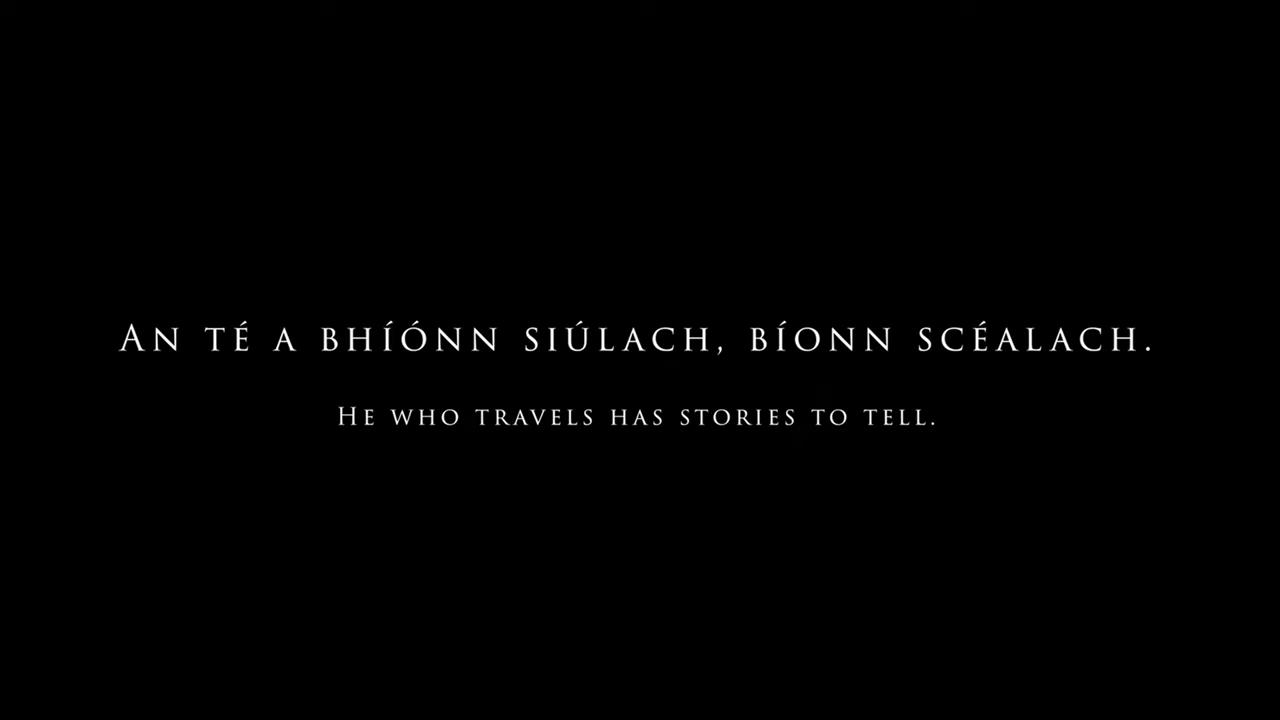 An té a bhíónn siúlach, bíonn scéalach.
He who travels has stories to tell.